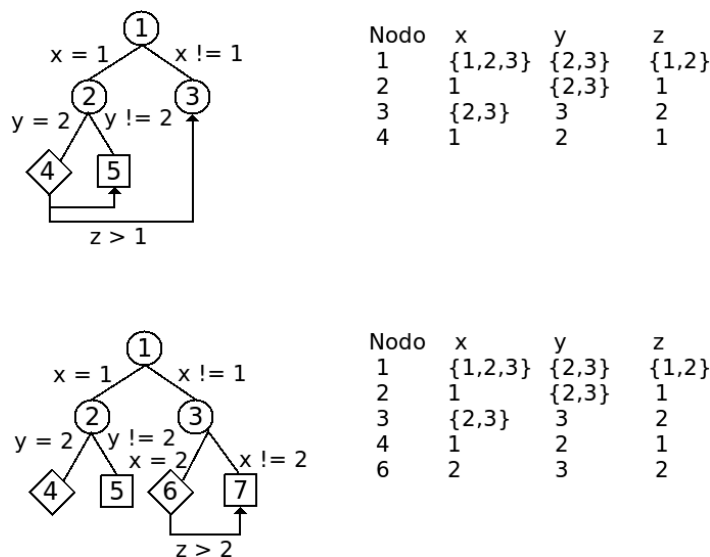 1
x = 1 x != 1
2 3
y = 2 y != 2
4 5
z > 1
Nodo x y z
1 {1,2,3} {2,3} {1,2}
2 1 {2,3} 1
3 {2,3} 3 2
4 1 2 1
1
x = 1 x != 1
2 3
y = 2 y != 2
x = 2 x != 2
4 5 6 7
z > 2
Nodo x y z
1 {1,2,3} {2,3} {1,2}
2 1 {2,3} 1
3 {2,3} 3 2
4 1 2 1
6 2 3 2